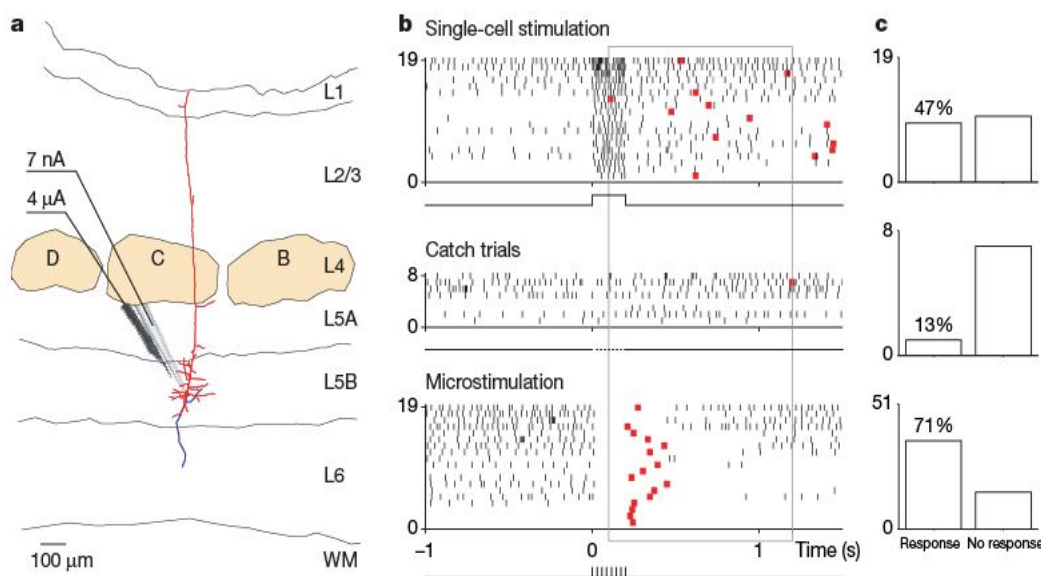 a
L1
7 nA
L2/3
4 µA
D
C
B
L4
L5A
L5B
L6
100 µm
WM
b
Single-cell stimulation
19
0
Catch trials
8
0
Microstimulation
19
0
−1
0
1
Time (s)
c
19
47%
0
8
13%
0
51
71%
0
Response
No response